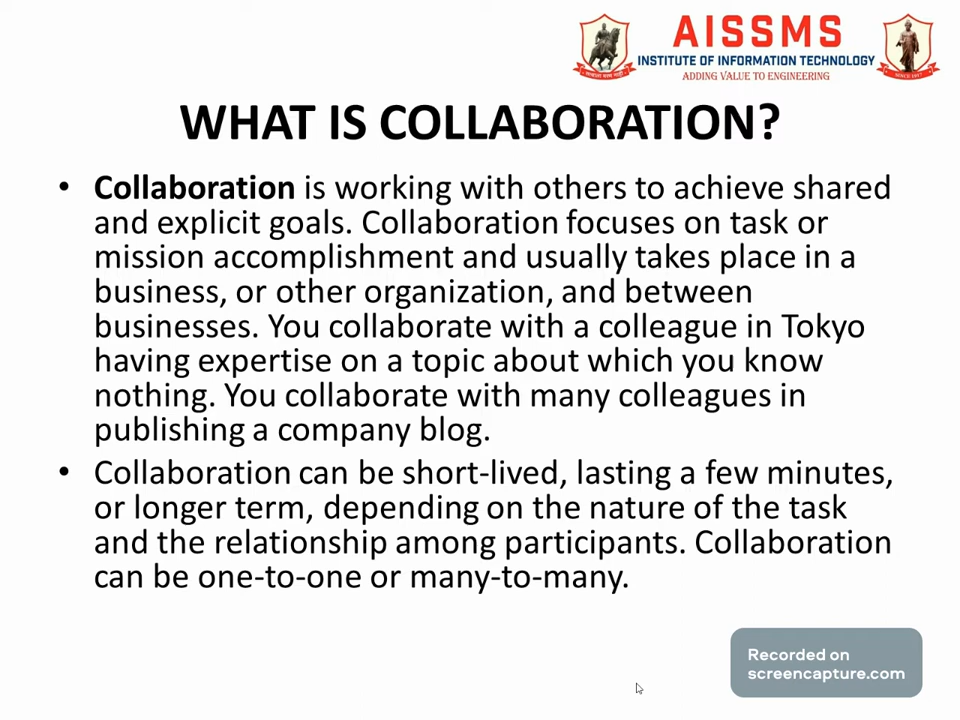 AISSMS
INSTITUTE OF INFORMATION TECHNOLOGY
ADDING VALUE TO ENGINEERING
WHAT IS COLLABORATION?
• Collaboration is working with others to achieve shared
and explicit goals. Collaboration focuses on task or
mission accomplishment and usually takes place in a
business, or other organization, and between
businesses. You collaborate with a colleague in Tokyo
having expertise on a topic about which you know
nothing. You collaborate with many colleagues in
publishing a company blog.
• Collaboration can be short-lived, lasting a few minutes,
or longer term, depending on the nature of the task
and the relationship among participants. Collaboration
can be one-to-one or many-to-many.
Recorded on
screencapture.com